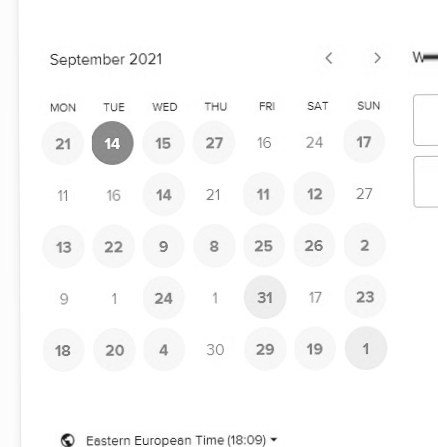 September 2021
MON TUE WED THU FRI SAT SUN
21 14 15 27 16 24 17
11 16 14 21 11 12 27
13 22 9 8 25 26 2
9 1 24 1 31 17 23
18 20 4 30 29 19 1
Eastern European Time (18:09)